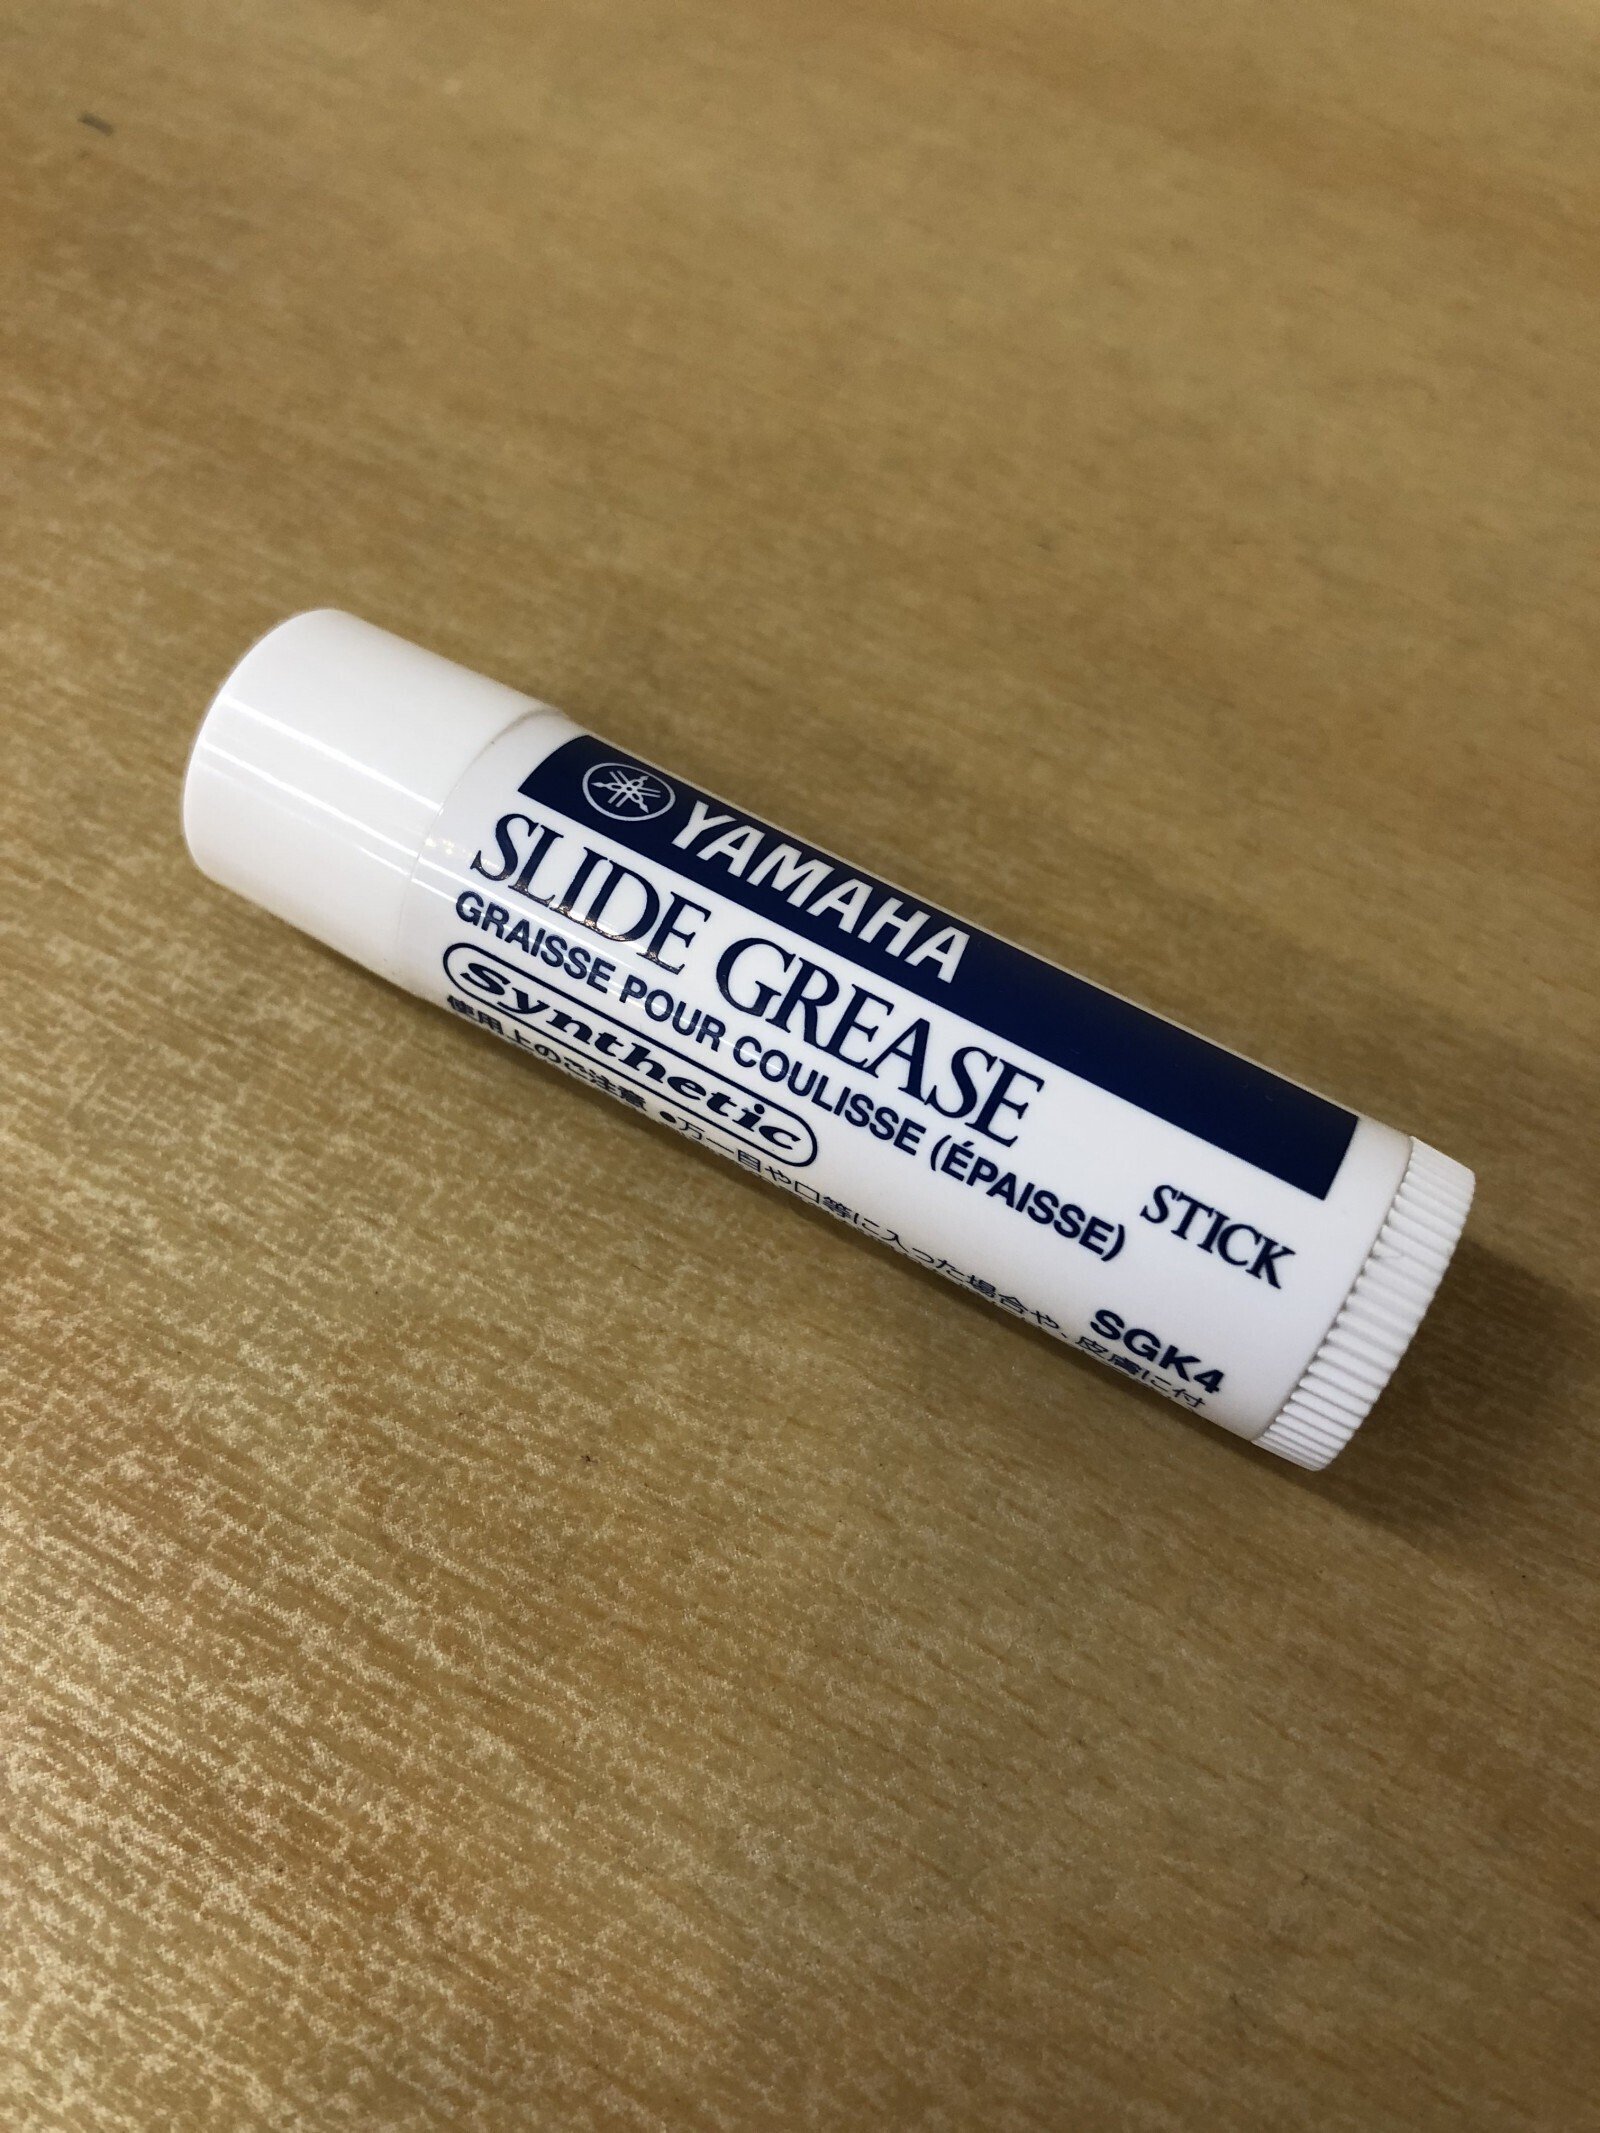 YAMAHA
SLIDE GREASE
STICK
GRAISSE POUR COULISSE (ÉPAISSE)
Synthetic
SGK4
使用上のご注意 ●万一目や口等に入った場合や、皮膚に付